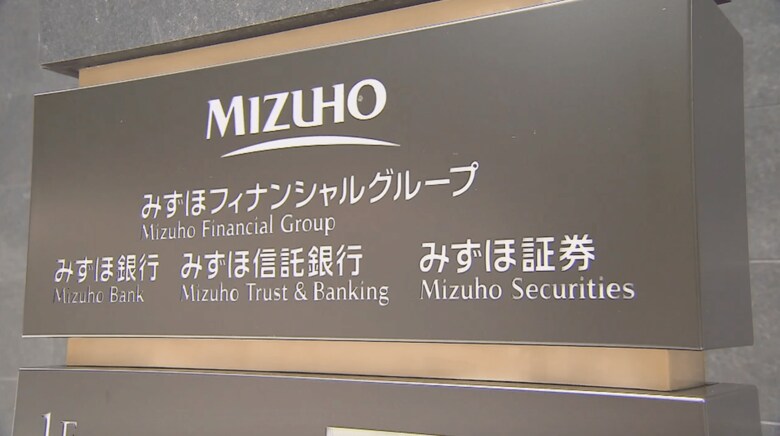 MIZUHO
みずほフィナンシャルグループ
Mizuho Financial Group
みずほ銀行 みずほ信託銀行 みずほ証券
Mizuho Bank Mizuho Trust & Banking Mizuho Securities
1F